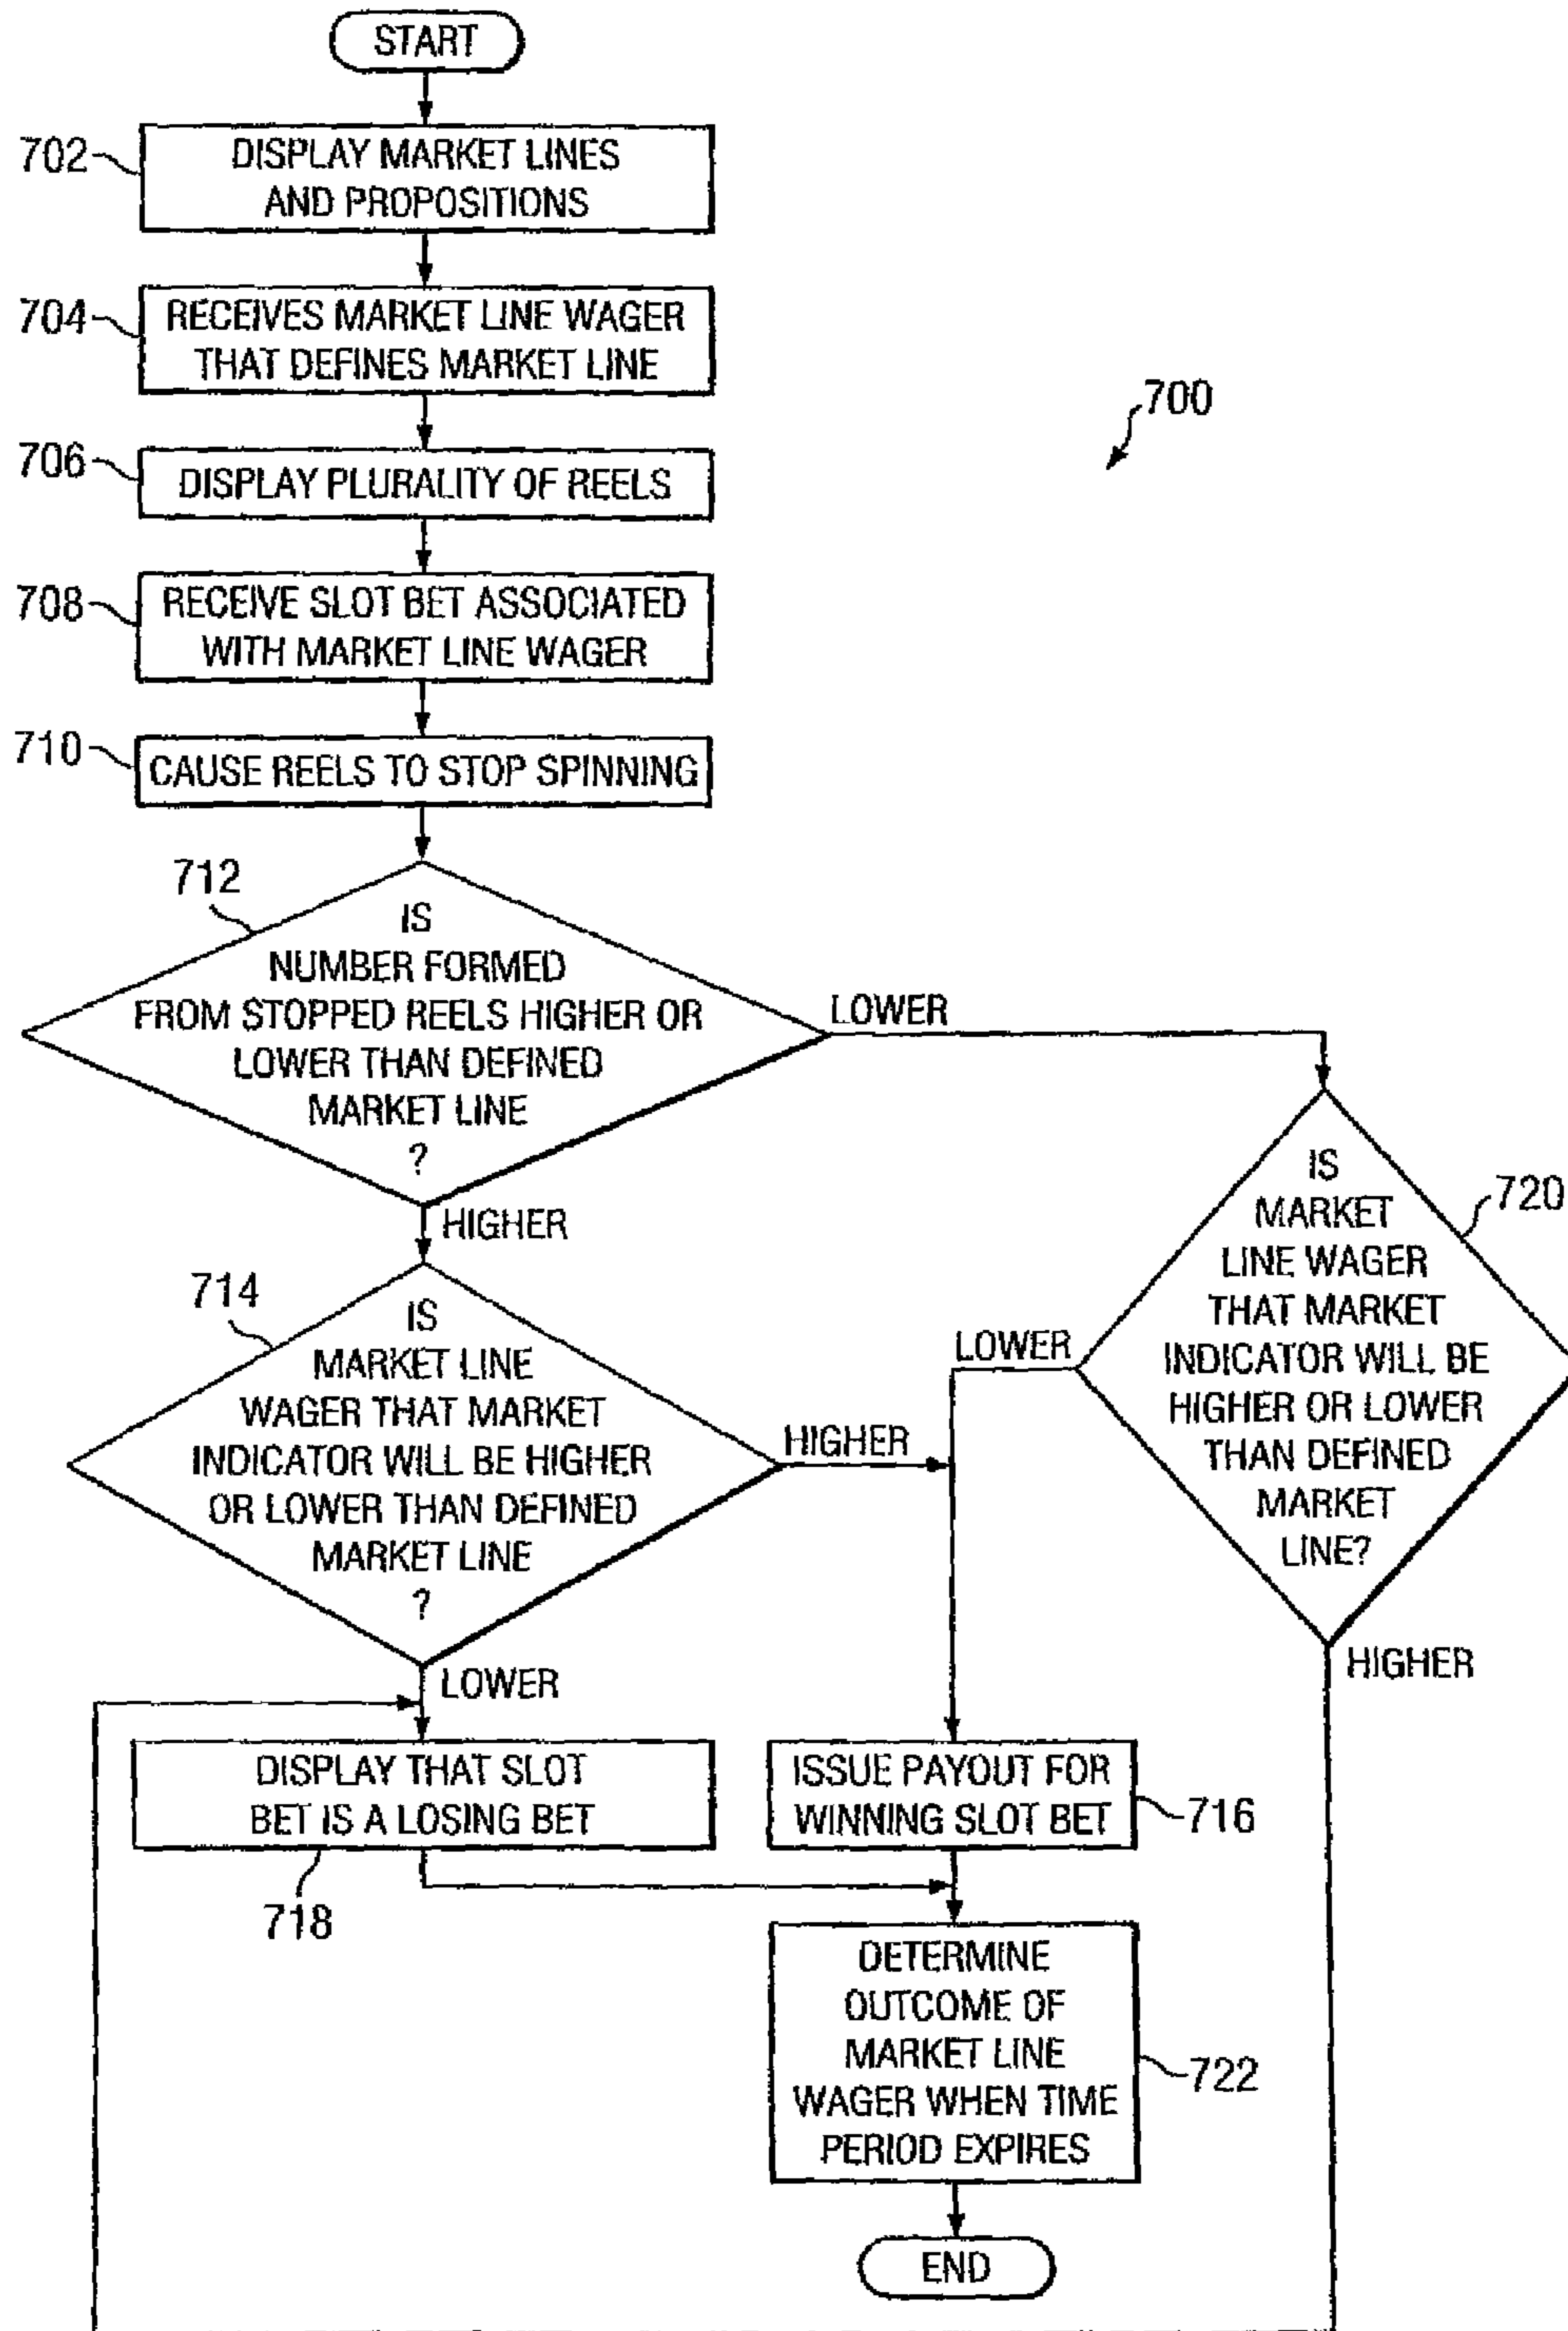 START
702
DISPLAY MARKET LINES
AND PROPOSITIONS
704
RECEIVES MARKET LINE WAGER
THAT DEFINES MARKET LINE
700
706
DISPLAY PLURALITY OF REELS
708
RECEIVE SLOT BET ASSOCIATED
WITH MARKET LINE WAGER
710
CAUSE REELS TO STOP SPINNING
712
IS
NUMBER FORMED
FROM STOPPED REELS HIGHER OR
LOWER THAN DEFINED
MARKET LINE
?
LOWER
HIGHER
714
IS
MARKET LINE
WAGER THAT MARKET
INDICATOR WILL BE HIGHER
OR LOWER THAN DEFINED
MARKET LINE
?
HIGHER
LOWER
720
IS
MARKET
LINE WAGER
THAT MARKET
INDICATOR WILL BE
HIGHER OR LOWER
THAN DEFINED
MARKET
LINE?
LOWER
HIGHER
DISPLAY THAT SLOT
BET IS A LOSING BET
718
ISSUE PAYOUT FOR
WINNING SLOT BET
716
DETERMINE
OUTCOME OF
MARKET LINE
WAGER WHEN TIME
PERIOD EXPIRES
722
END